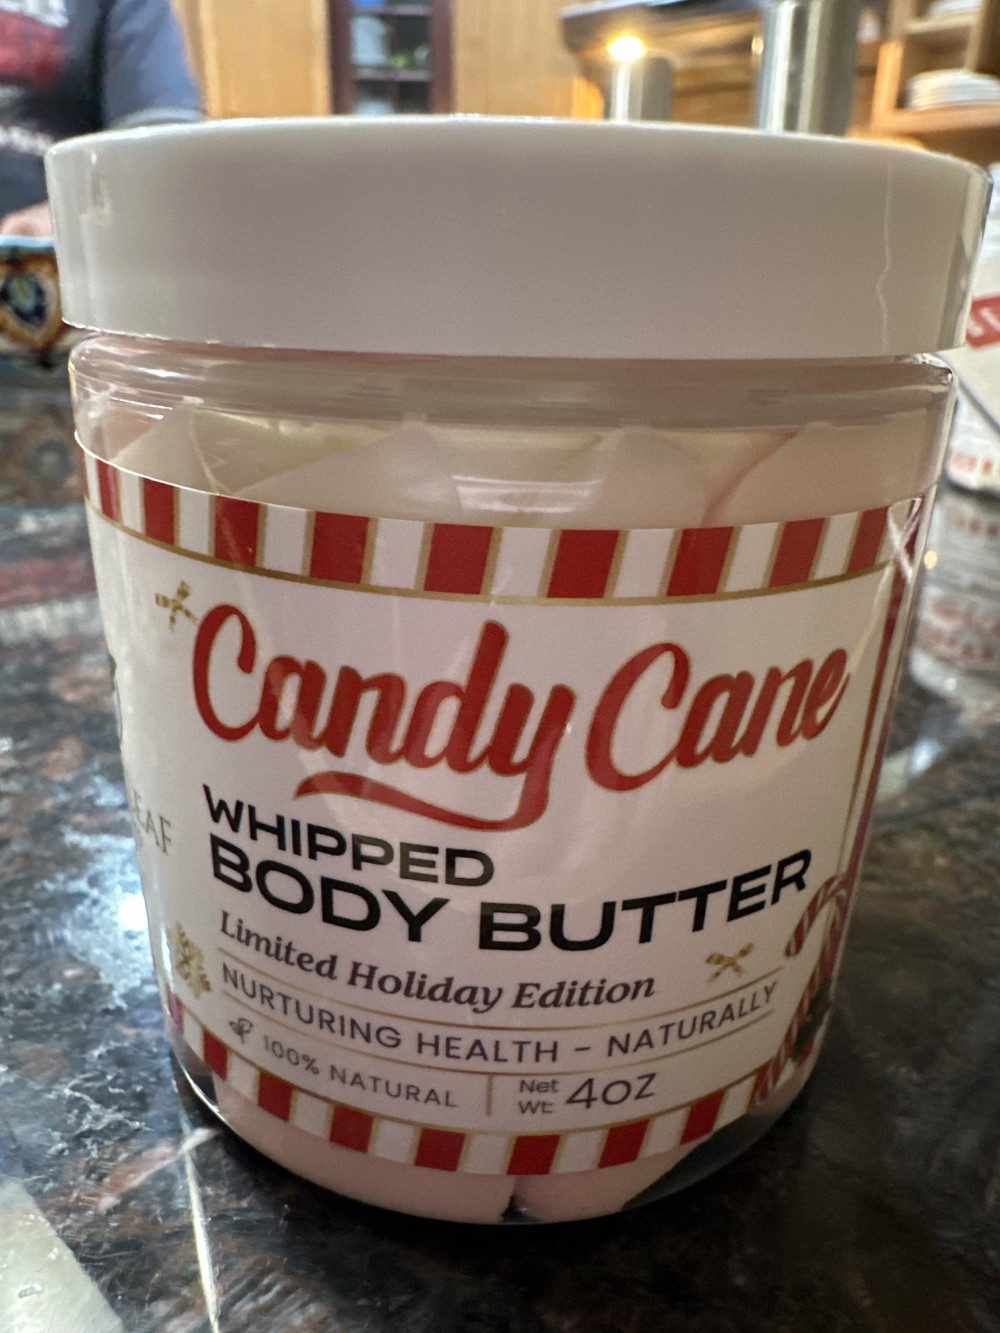 Candy Cane
WHIPPED
BODY BUTTER
Limited Holiday Edition
NURTURING HEALTH – NATURALLY
100% NATURAL
Net Wt: 4oz